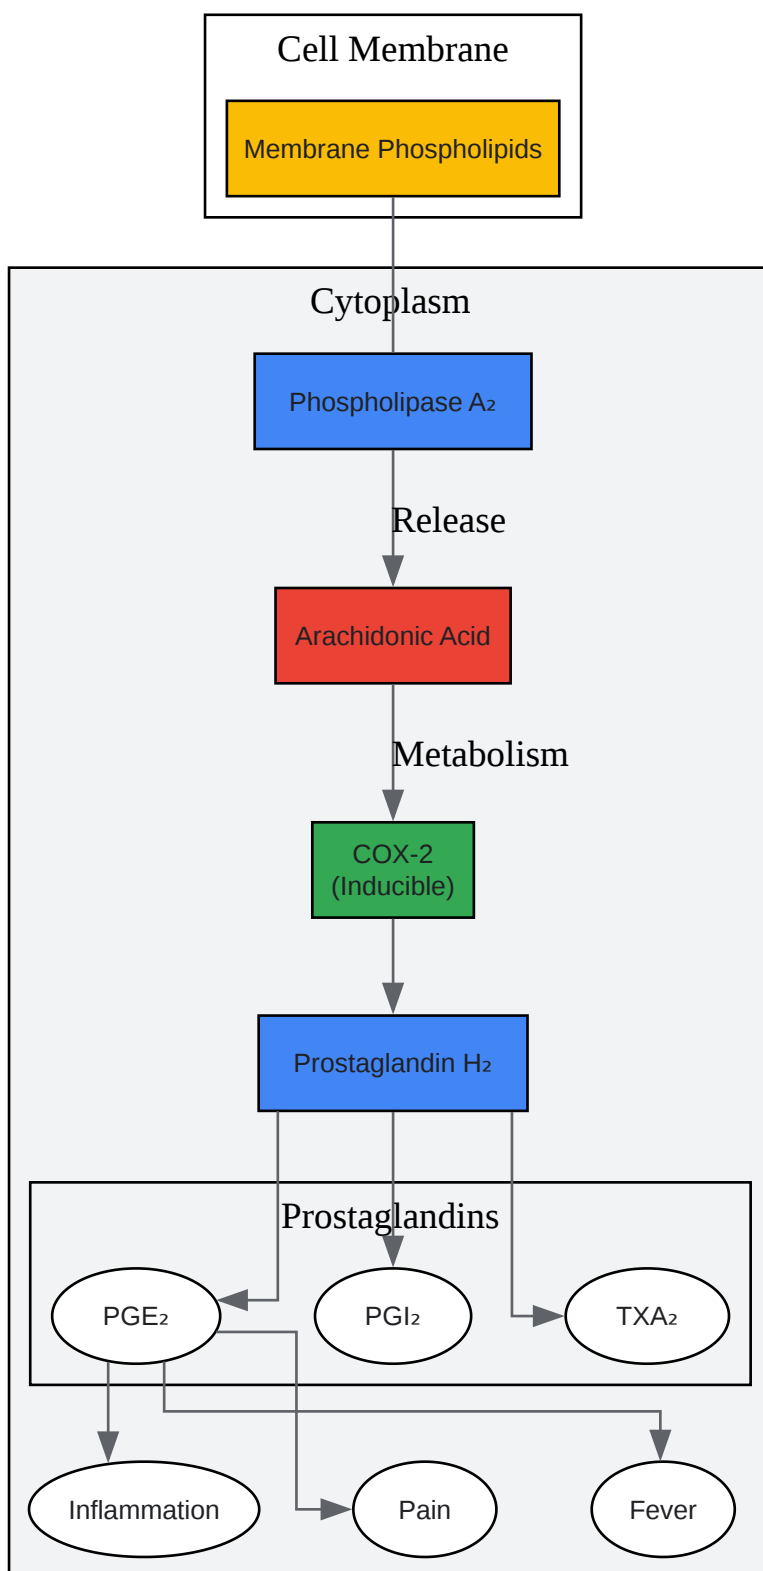 Cell Membrane
Membrane Phospholipids
Cytoplasm
Phospholipase A₂
Release
Arachidonic Acid
Metabolism
COX-2
(Inducible)
Prostaglandin H₂
Prostaglandins
PGE₂
PGI₂
TXA₂
Inflammation
Pain
Fever